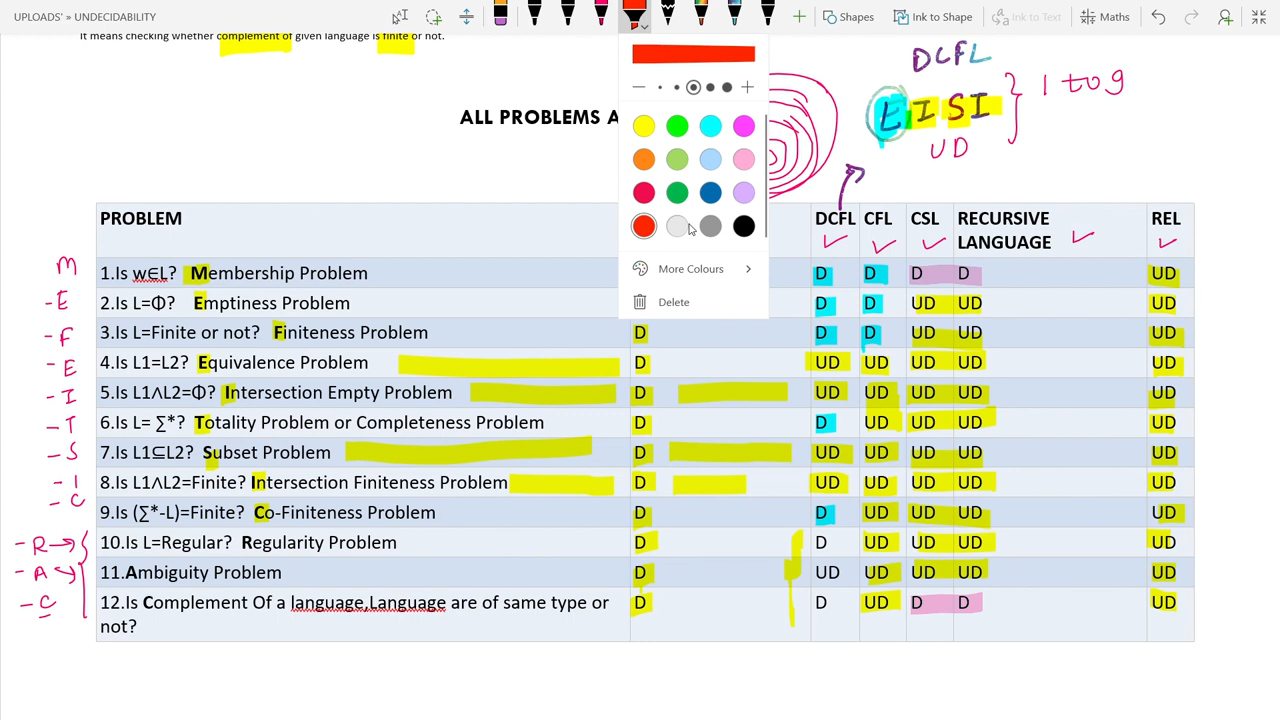 UPLOADS' » UNDECIDABILITY
Shapes
Ink to Shape
Ink to Text
Maths
It means checking whether complement of given language is finite or not.
DCFL
EISI } 1 to 9
UD
ALL PROBLEMS A
More Colours
Delete
PROBLEM DCFL CFL CSL RECURSIVE LANGUAGE REL
M 1.Is w∈L? Membership Problem D D D D UD
-E 2.Is L=Φ? Emptiness Problem D D UD UD UD
-F 3.Is L=Finite or not? Finiteness Problem D D D UD UD UD
-E 4.Is L1=L2? Equivalence Problem D UD UD UD UD UD
-I 5.Is L1∧L2=Φ? Intersection Empty Problem D UD UD UD UD UD
-T 6.Is L= ∑*? Totality Problem or Completeness Problem D D UD UD UD UD
-S 7.Is L1⊆L2? Subset Problem D UD UD UD UD UD
-I 8.Is L1∧L2=Finite? Intersection Finiteness Problem D UD UD UD UD UD
-C 9.Is (∑*-L)=Finite? Co-Finiteness Problem D D UD UD UD UD
-R→ 10.Is L=Regular? Regularity Problem D D UD UD UD UD
-A→ 11.Ambiguity Problem D UD UD UD UD UD
-C 12.Is Complement Of a language,Language are of same type or D D UD D D UD
not?